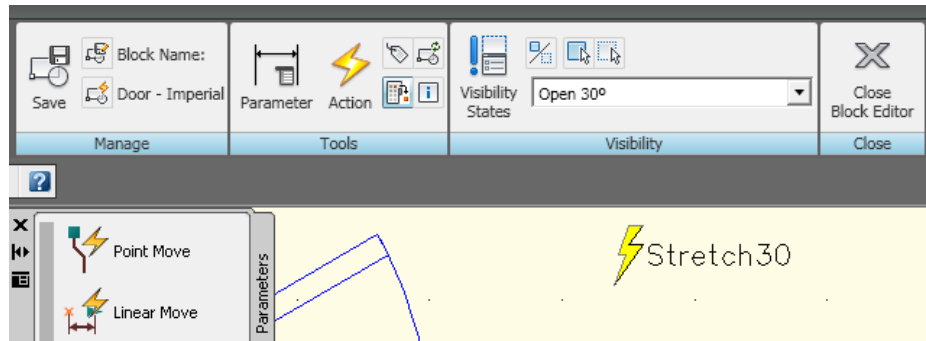 Block Name:
Save
Door - Imperial
Parameter
Action
Visibility
States
Open 30º
Close
Block Editor
Manage
Tools
Visibility
Close
Point Move
Linear Move
Parameters
Stretch30